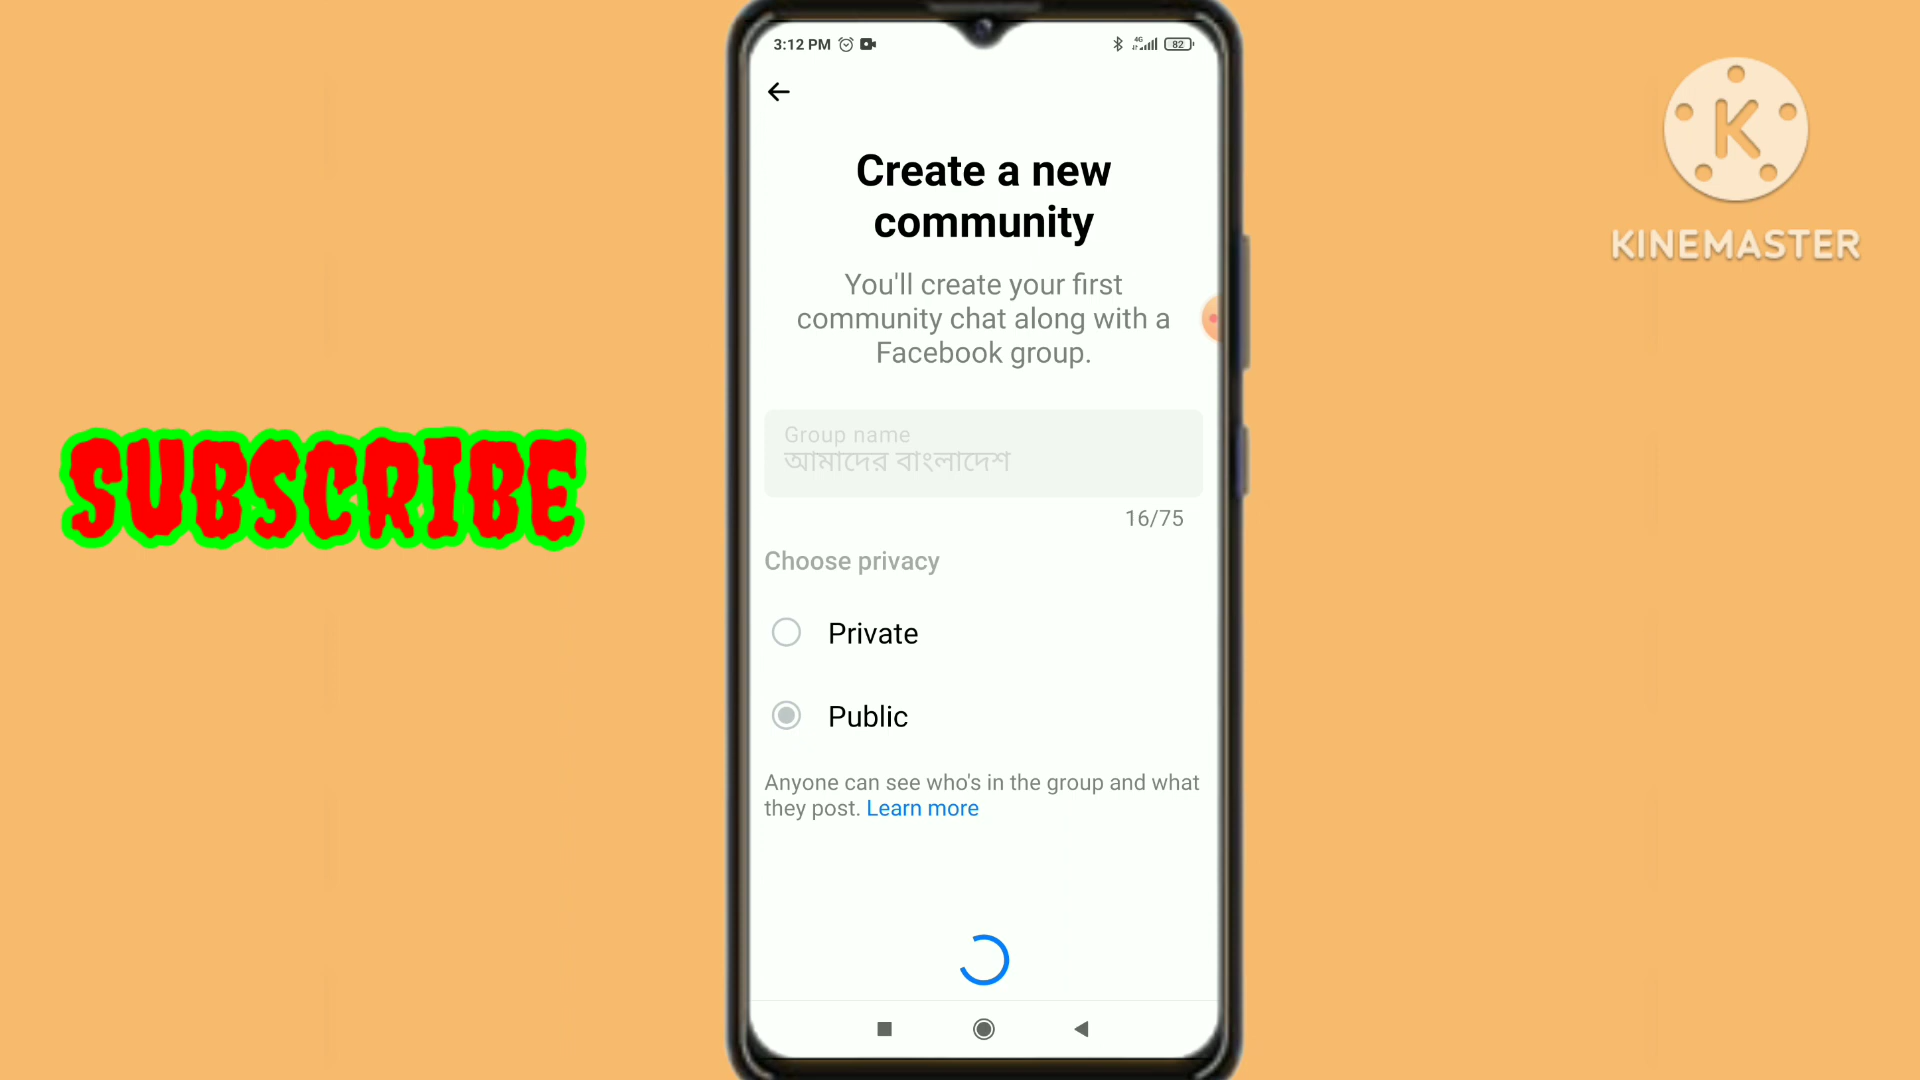 3:12 PM
4G
82
Create a new
community
You'll create your first
community chat along with a
Facebook group.
Group name
আমাদের বাংলাদেশ
16/75
Choose privacy
Private
Public
Anyone can see who's in the group and what
they post. Learn more
SUBSCRIBE
K
KINEMASTER